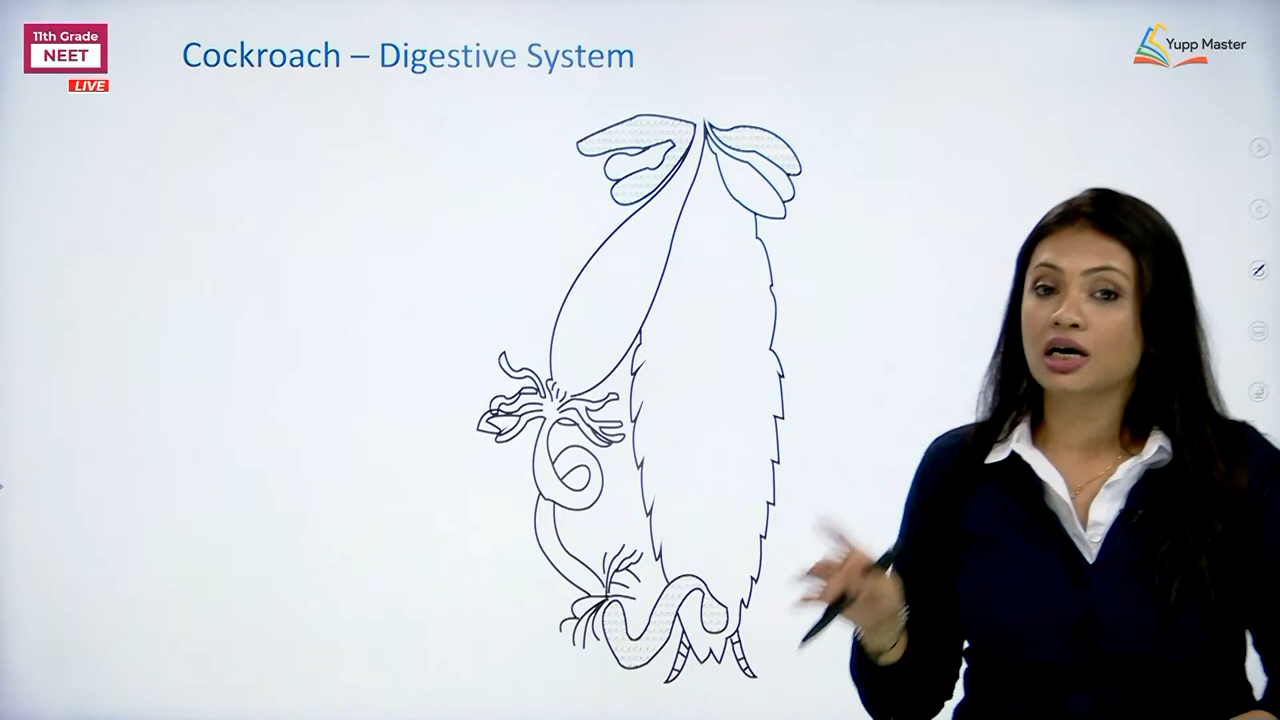 11th Grade
NEET
LIVE
Cockroach – Digestive System
Yupp Master